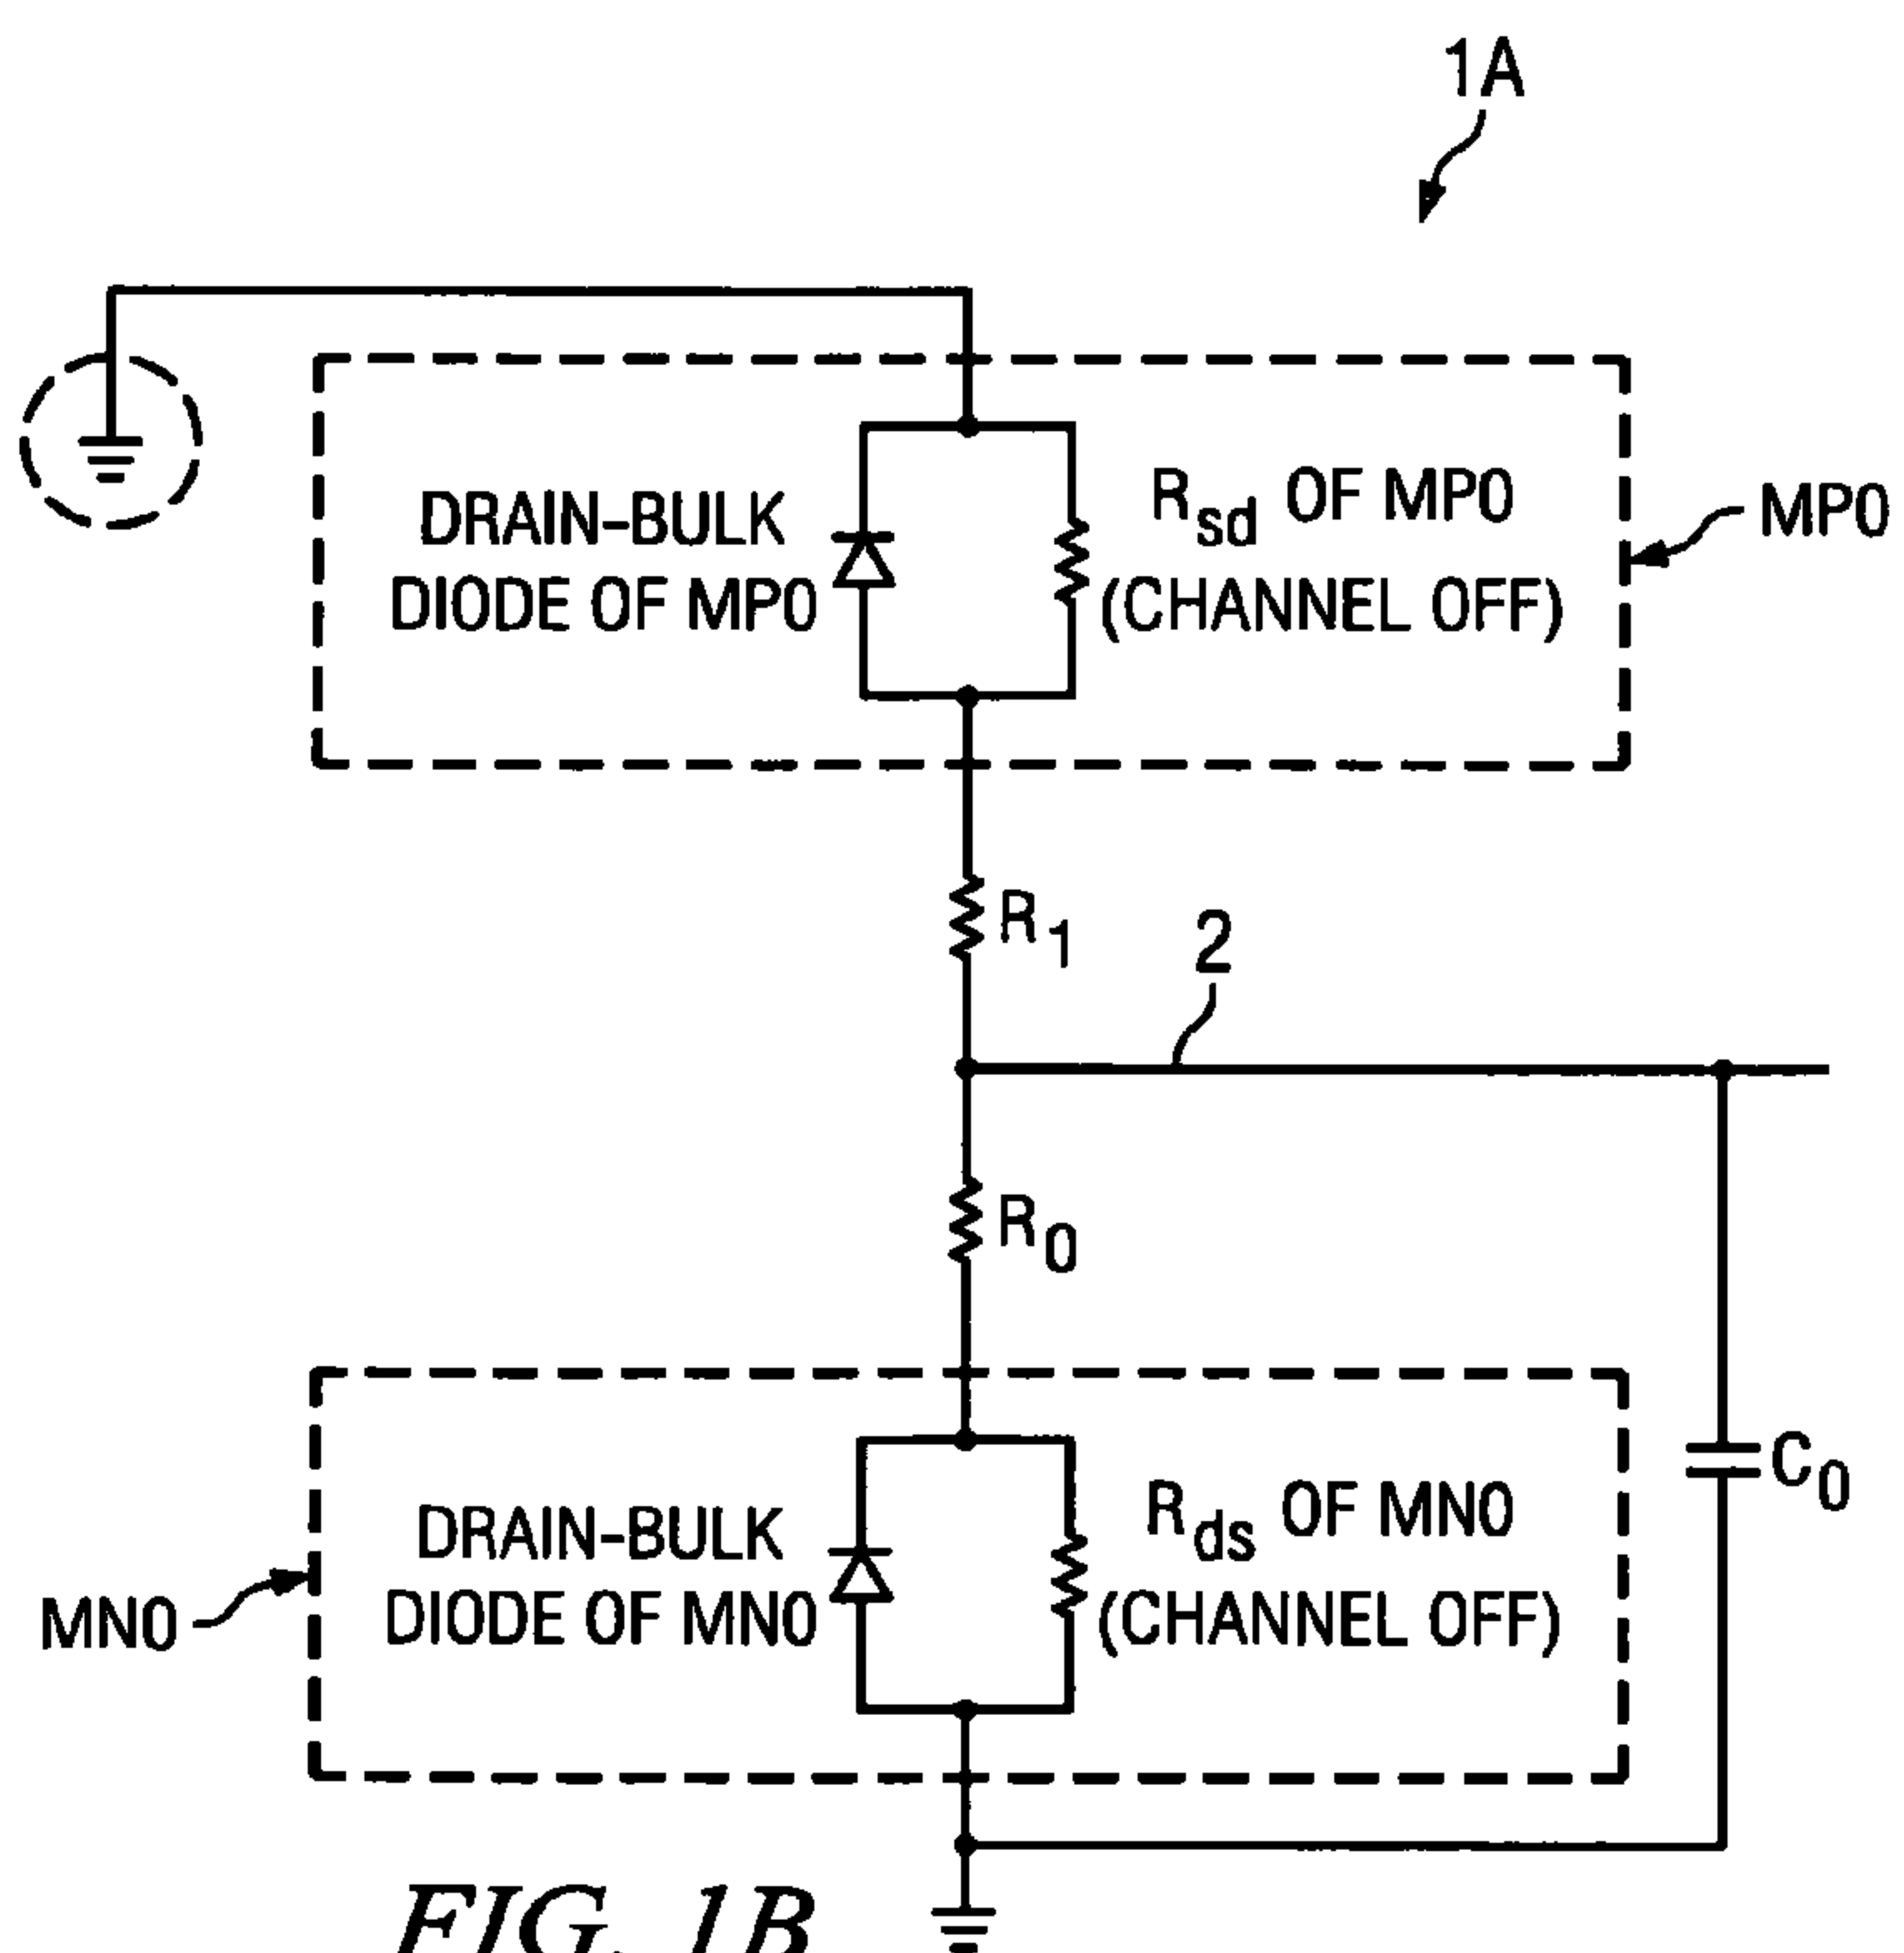 1A
DRAIN-BULK
DIODE OF MP0
Rsd OF MP0
(CHANNEL OFF)
MP0
R1
2
R0
C0
DRAIN-BULK
DIODE OF MN0
Rds OF MN0
(CHANNEL OFF)
MN0
FIG. 1B